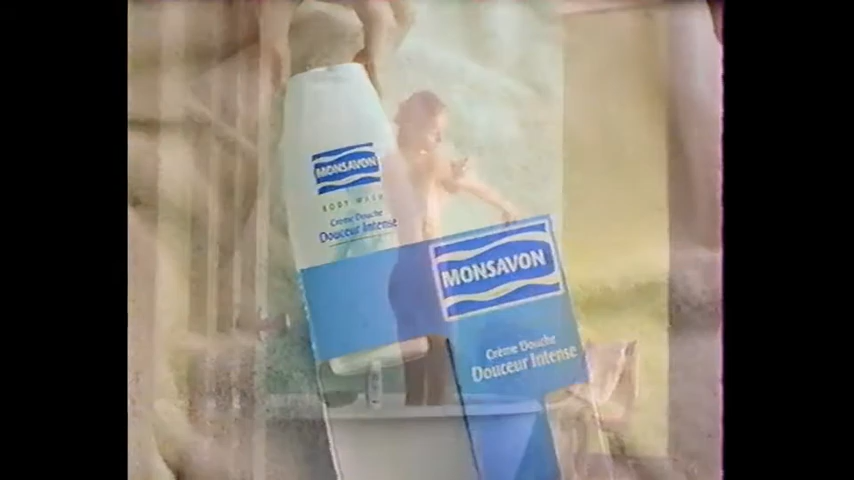 MONSAVON
BODY WASH
Crème Douche
Douceur Intense
MONSAVON
Crème Douche
Douceur Intense